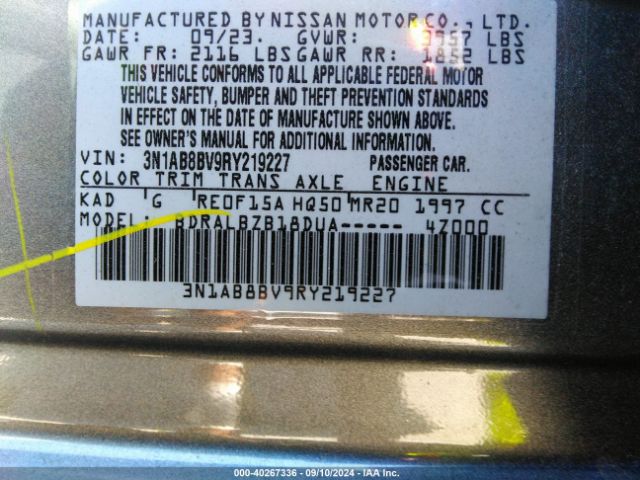 MANUFACTURED BY NISSAN MOTOR CO., LTD.
DATE: 09/23. GVWR: 3957 LBS
GAWR FR: 2116 LBS GAWR RR: 1852 LBS
THIS VEHICLE CONFORMS TO ALL APPLICABLE FEDERAL MOTOR
VEHICLE SAFETY, BUMPER AND THEFT PREVENTION STANDARDS
IN EFFECT ON THE DATE OF MANUFACTURE SHOWN ABOVE.
SEE OWNER'S MANUAL FOR ADDITIONAL INFORMATION.
VIN: 3N1AB8BV9RY219227 PASSENGER CAR.
COLOR TRIM TRANS AXLE ENGINE
KAD G RE0F15A HQ50 MR20 1997 CC
MODEL: BDRALBZB18DUA----- 4Z000
3N1AB8BV9RY219227
000-40267336 - 09/10/2024 - IAA Inc.